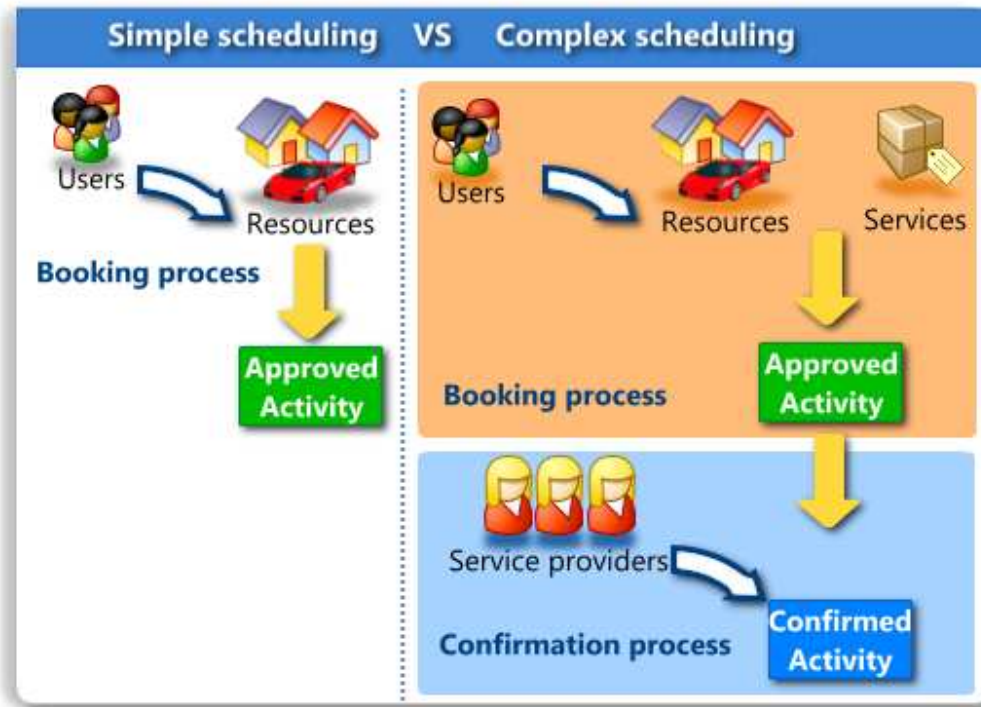 Simple scheduling VS Complex scheduling
Users
Resources
Booking process
Approved
Activity
Users
Resources
Services
Booking process
Approved
Activity
Service providers
Confirmation process
Confirmed
Activity